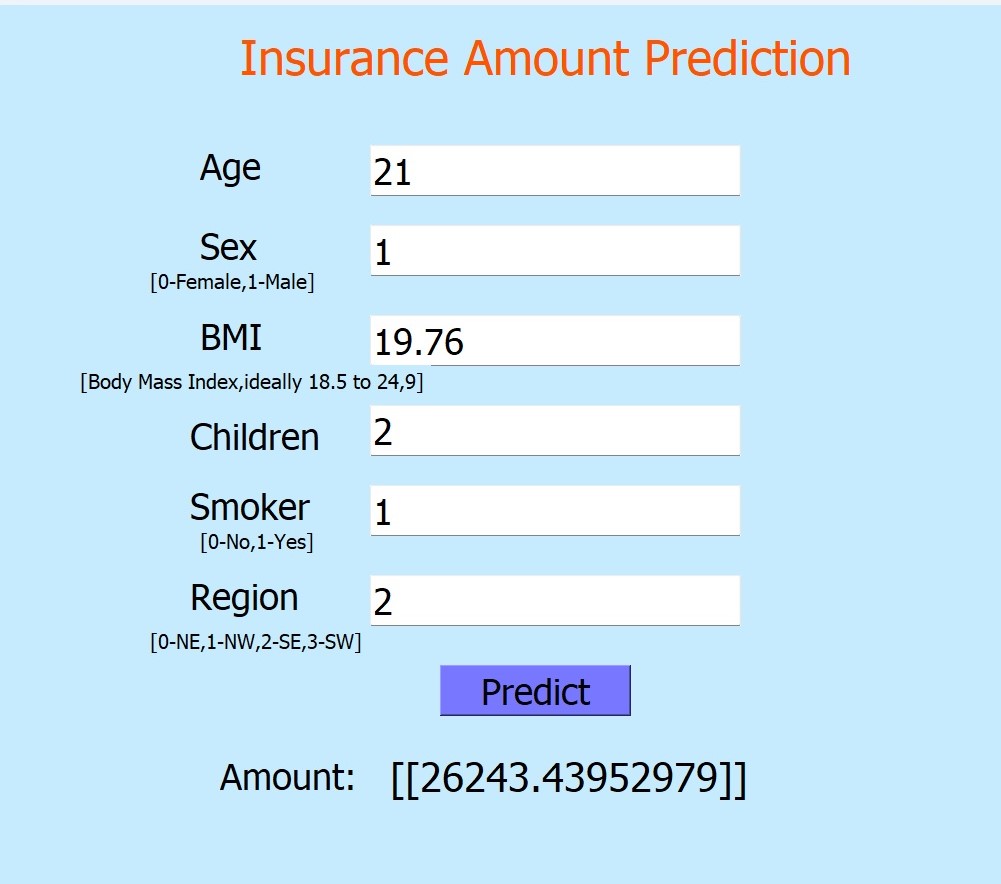 Insurance Amount Prediction
Age 21
Sex 1
[0-Female,1-Male]
BMI 19.76
[Body Mass Index,ideally 18.5 to 24,9]
Children 2
Smoker 1
[0-No,1-Yes]
Region 2
[0-NE,1-NW,2-SE,3-SW]
Predict
Amount: [[26243.43952979]]